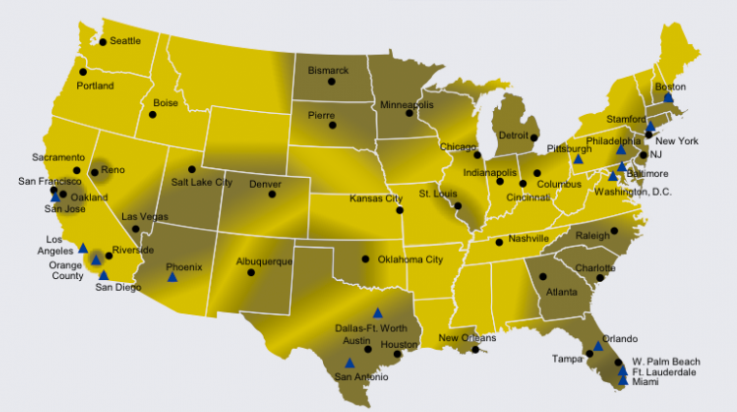 Seattle
Portland
Boise
Bismarck
Pierre
Minneapolis
Boston
Stamford
New York
Philadelphia
Pittsburgh
NJ
Baltimore
Washington, D.C.
Detroit
Chicago
Indianapolis
Columbus
Cincinnati
Sacramento
Reno
San Francisco
Oakland
San Jose
Salt Lake City
Denver
Kansas City
St. Louis
Las Vegas
Los
Angeles
Riverside
Orange
County
San Diego
Phoenix
Albuquerque
Oklahoma City
Nashville
Raleigh
Charlotte
Atlanta
Dallas-Ft. Worth
Austin
Houston
San Antonio
New Orleans
Orlando
Tampa
W. Palm Beach
Ft. Lauderdale
Miami